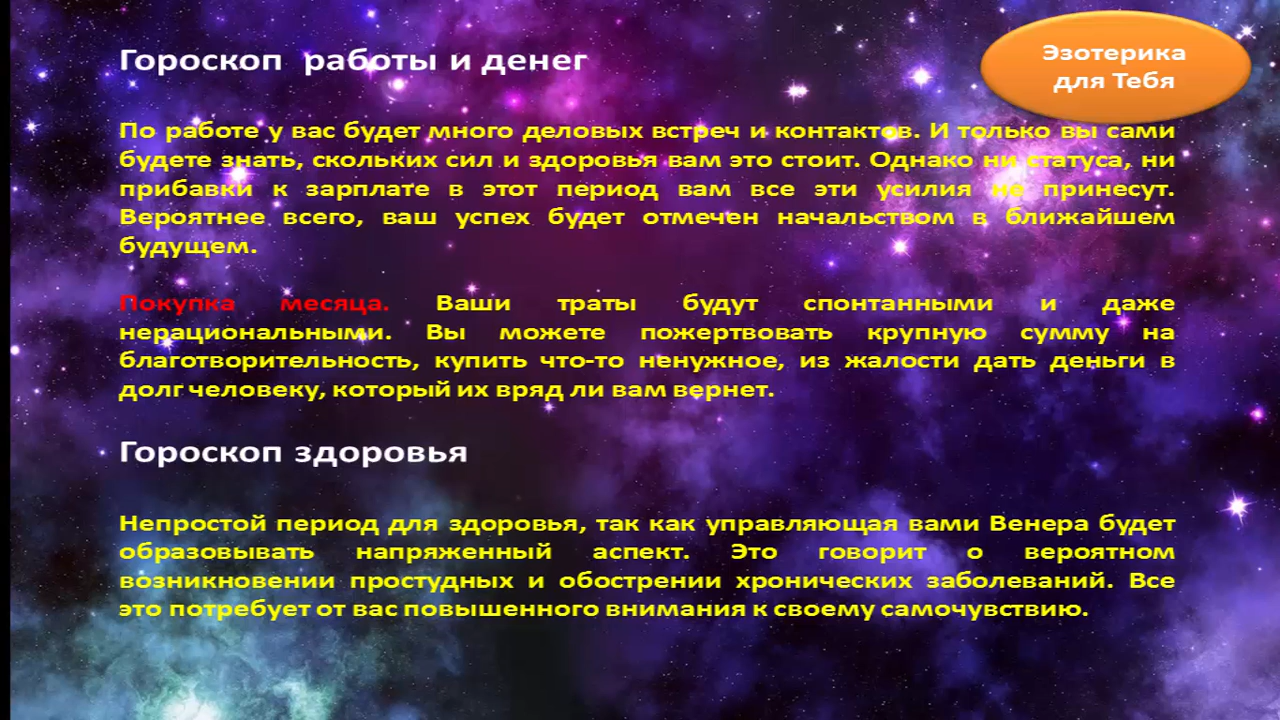 Гороскоп работы и денег
Эзотерика
для Тебя
По работе у вас будет много деловых встреч и контактов. И только вы сами
будете знать, скольких сил и здоровья вам это стоит. Однако ни статуса, ни
прибавки к зарплате в этот период вам все эти усилия не принесут.
Вероятнее всего, ваш успех будет отмечен начальством в ближайшем
будущем.
Покупка месяца. Ваши траты будут спонтанными и даже
нерациональными. Вы можете пожертвовать крупную сумму на
благотворительность, купить что-то ненужное, из жалости дать деньги в
долг человеку, который их вряд ли вам вернет.
Гороскоп здоровья
Непростой период для здоровья, так как управляющая вами Венера будет
образовывать напряженный аспект. Это говорит о вероятном
возникновении простудных и обострении хронических заболеваний. Все
это потребует от вас повышенного внимания к своему самочувствию.